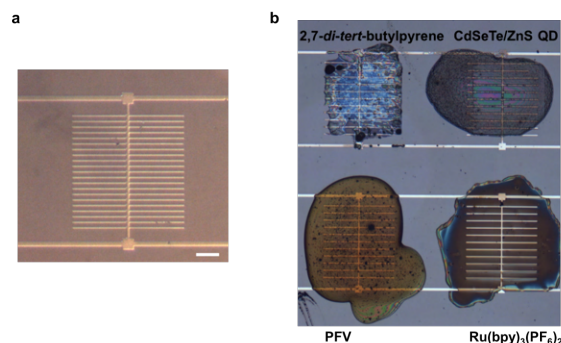 a
b
2,7-di-tert-butylpyrene CdSeTe/ZnS QD
PFV Ru(bpy)₃(PF₆)₂